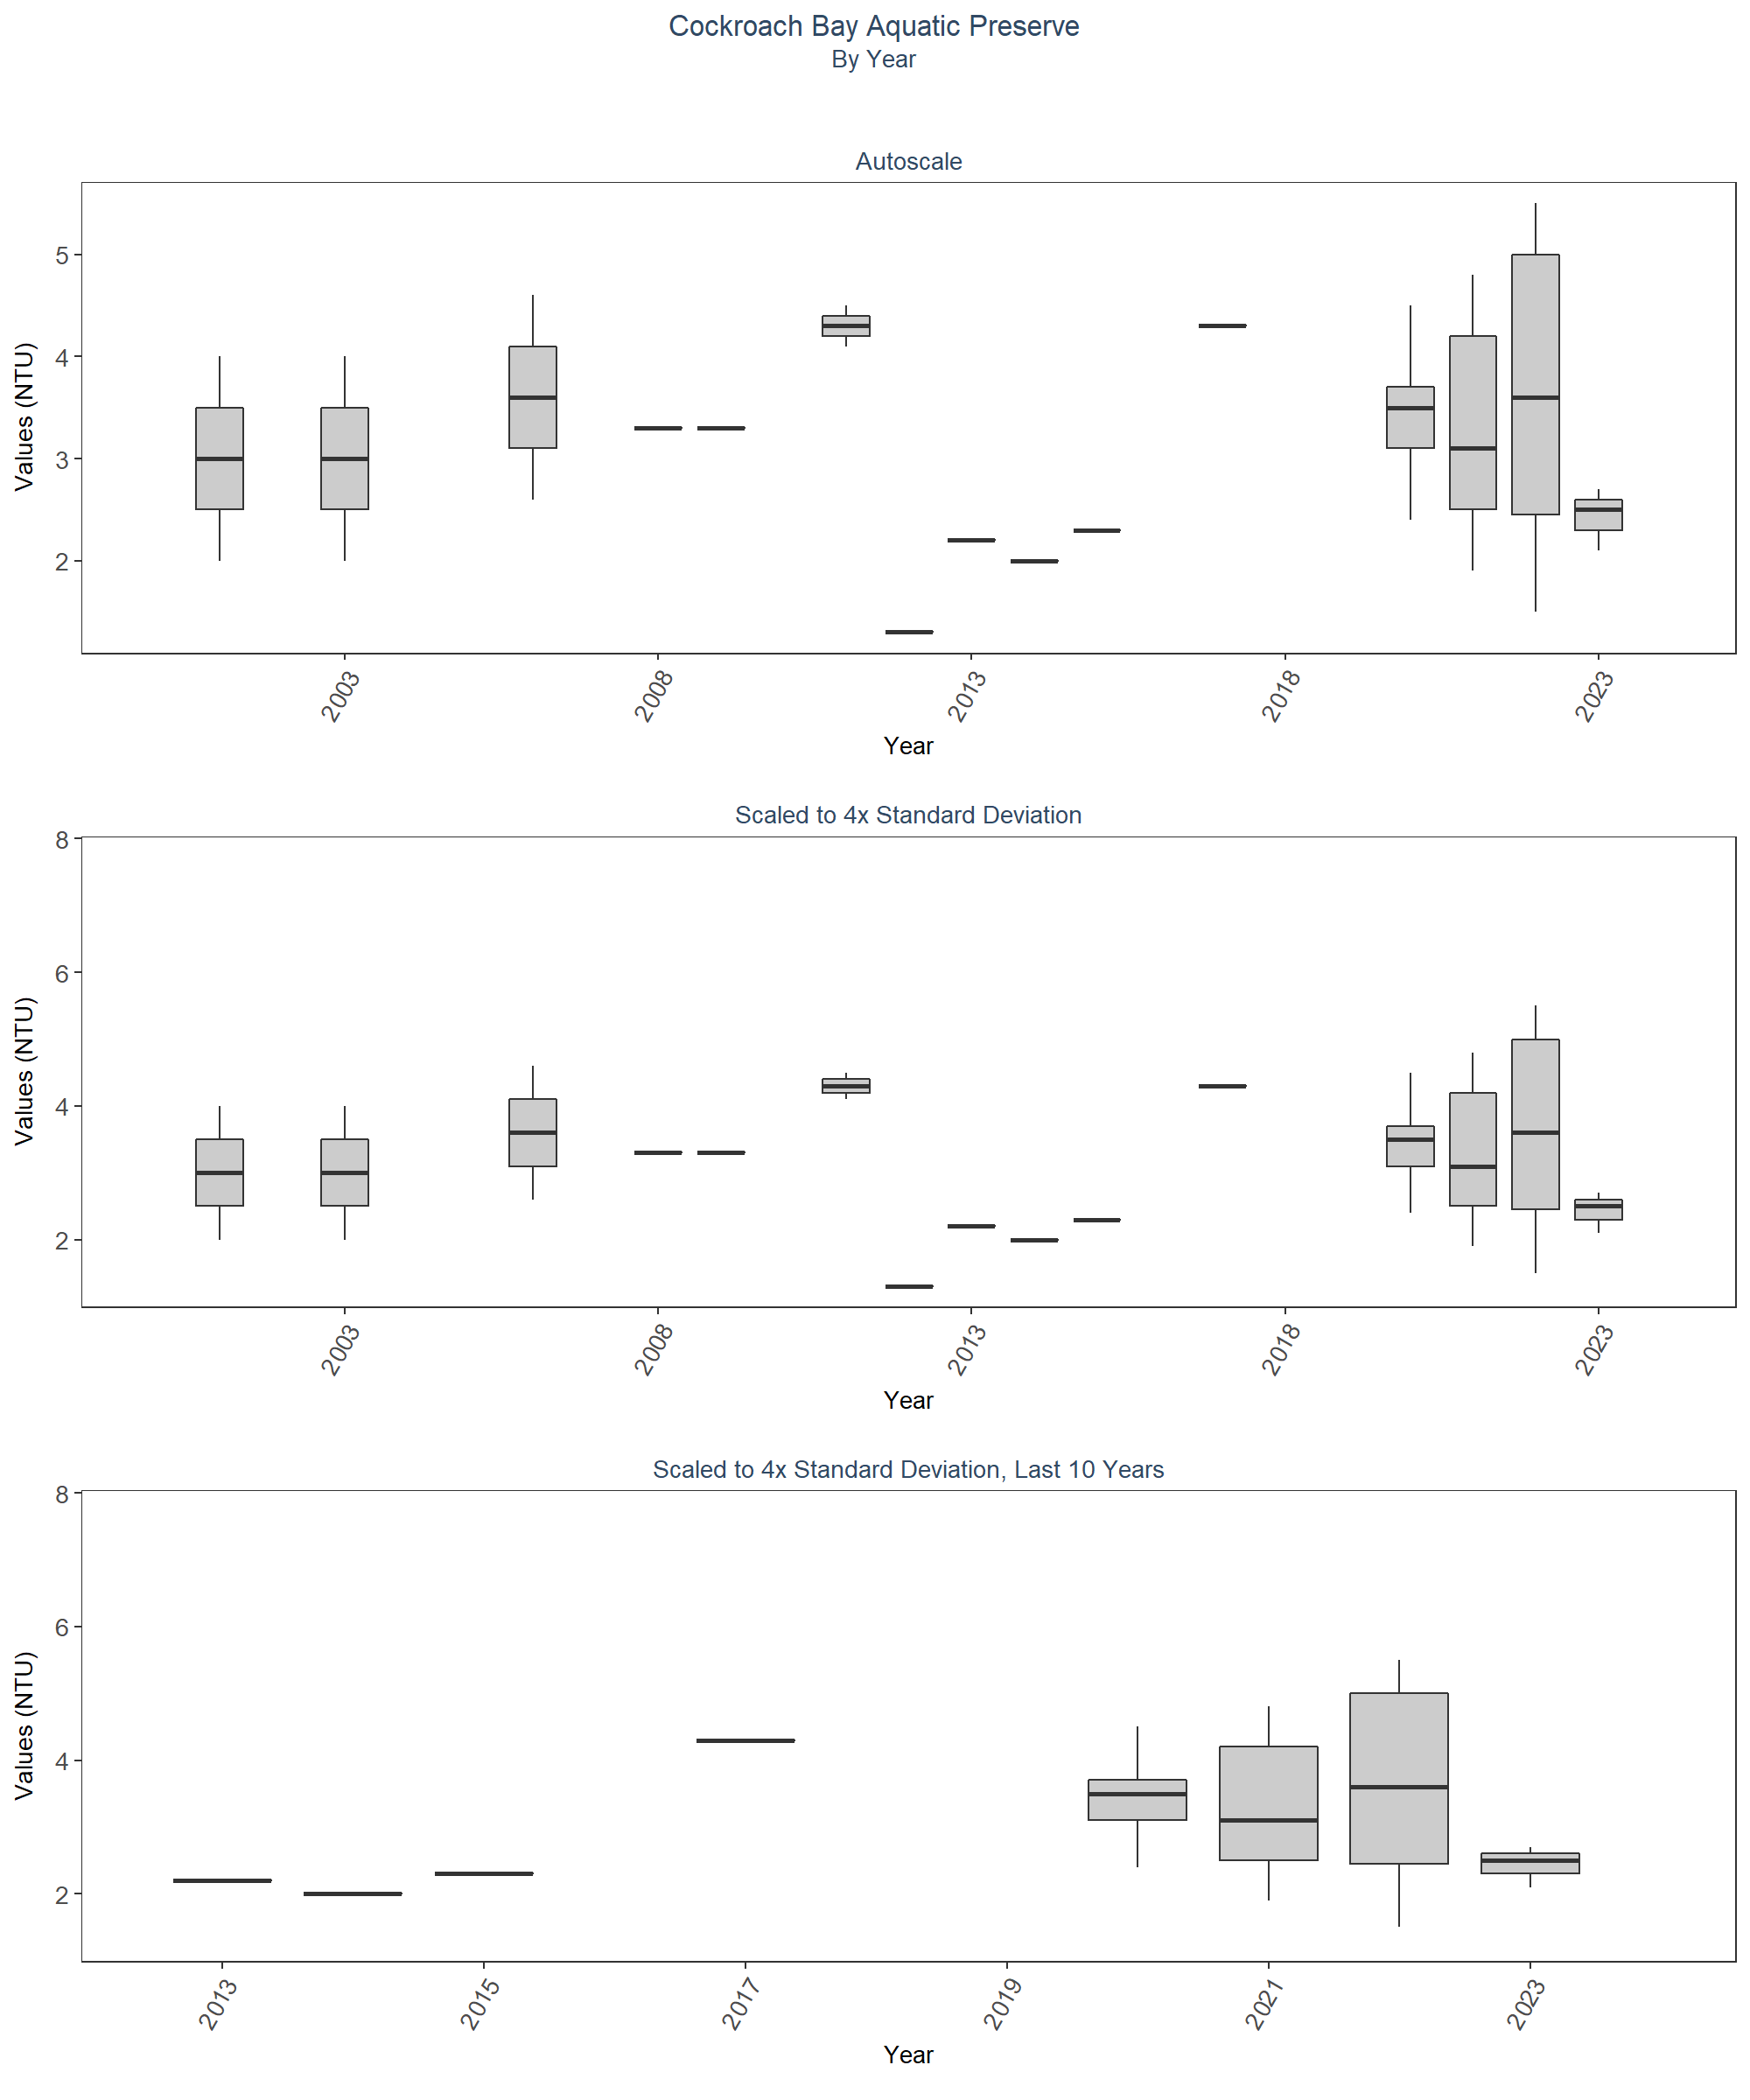 Cockroach Bay Aquatic Preserve
By Year
Autoscale
Values (NTU)
5
4
3
2
2003
2008
2013
2018
2023
Year
Scaled to 4x Standard Deviation
Values (NTU)
8
6
4
2
2003
2008
2013
2018
2023
Year
Scaled to 4x Standard Deviation, Last 10 Years
Values (NTU)
8
6
4
2
2013
2015
2017
2019
2021
2023
Year